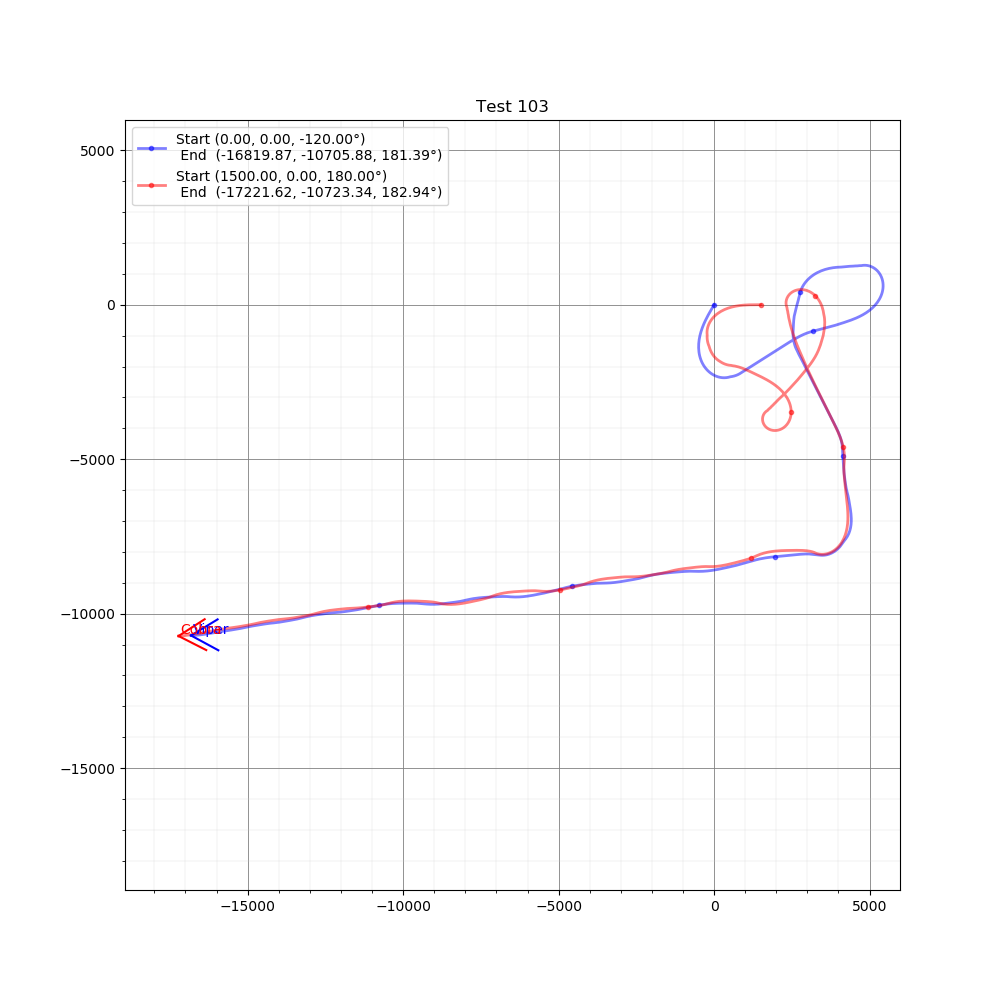 Test 103
Start (0.00, 0.00, -120.00°)
End (-16819.87, -10705.88, 181.39°)
Start (1500.00, 0.00, 180.00°)
End (-17221.62, -10723.34, 182.94°)
5000
0
−5000
−10000
−15000
Viper
−15000
−10000
−5000
0
5000